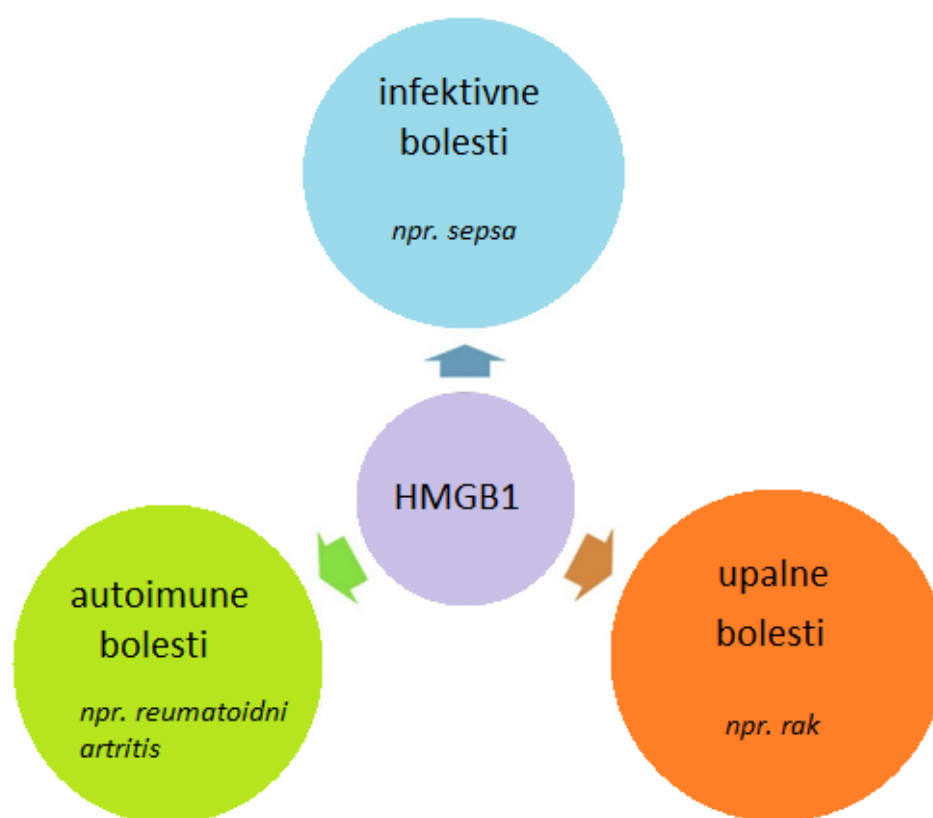 infektivne
bolesti
npr. sepsa
HMGB1
autoimune
bolesti
npr. reumatoidni
artritis
upalne
bolesti
npr. rak